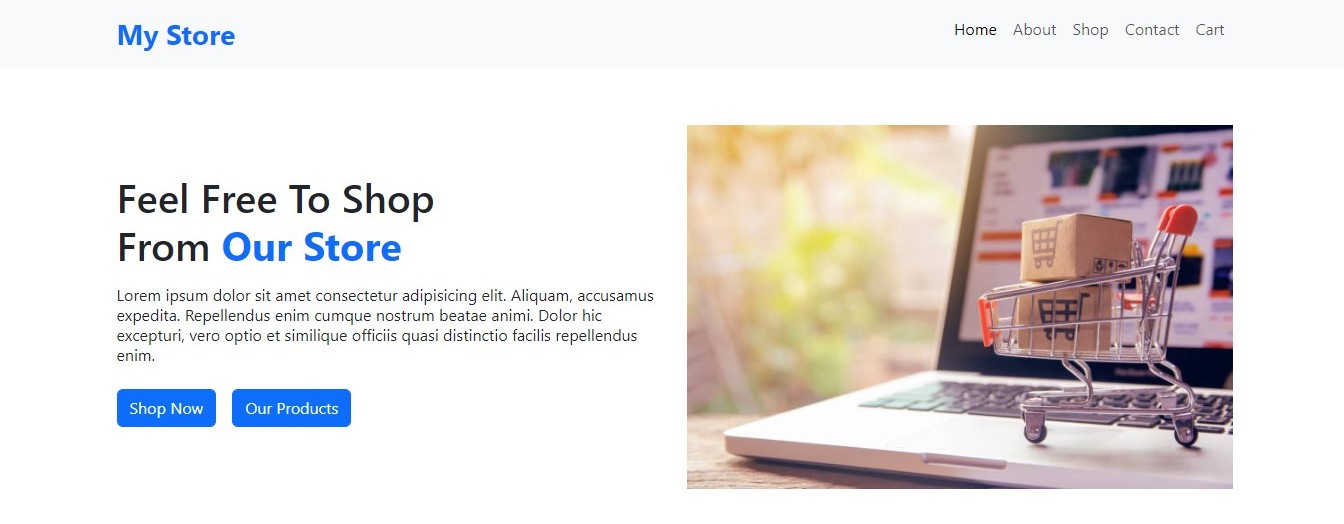 My Store
Home About Shop Contact Cart
Feel Free To Shop
From Our Store
Lorem ipsum dolor sit amet consectetur adipisicing elit. Aliquam, accusamus
expedita. Repellendus enim cumque nostrum beatae animi. Dolor hic
excepturi, vero optio et similique officiis quasi distinctio facilis repellendus
enim.
Shop Now Our Products